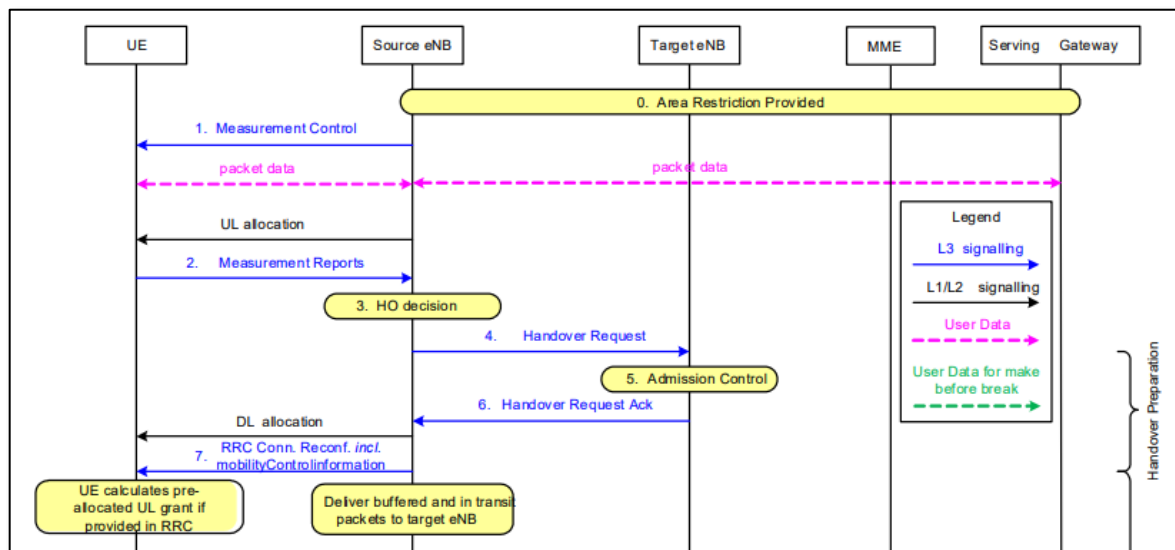 UE
Source eNB
Target eNB
MME
Serving Gateway
0. Area Restriction Provided
1. Measurement Control
packet data
packet data
UL allocation
2. Measurement Reports
3. HO decision
4. Handover Request
5. Admission Control
6. Handover Request Ack
DL allocation
7. RRC Conn. Reconf. incl.
mobilityControlinformation
UE calculates pre-
allocated UL grant if
provided in RRC
Deliver buffered and in transit
packets to target eNB
Legend
L3 signalling
L1/L2 signalling
User Data
User Data for make
before break
Handover Preparation